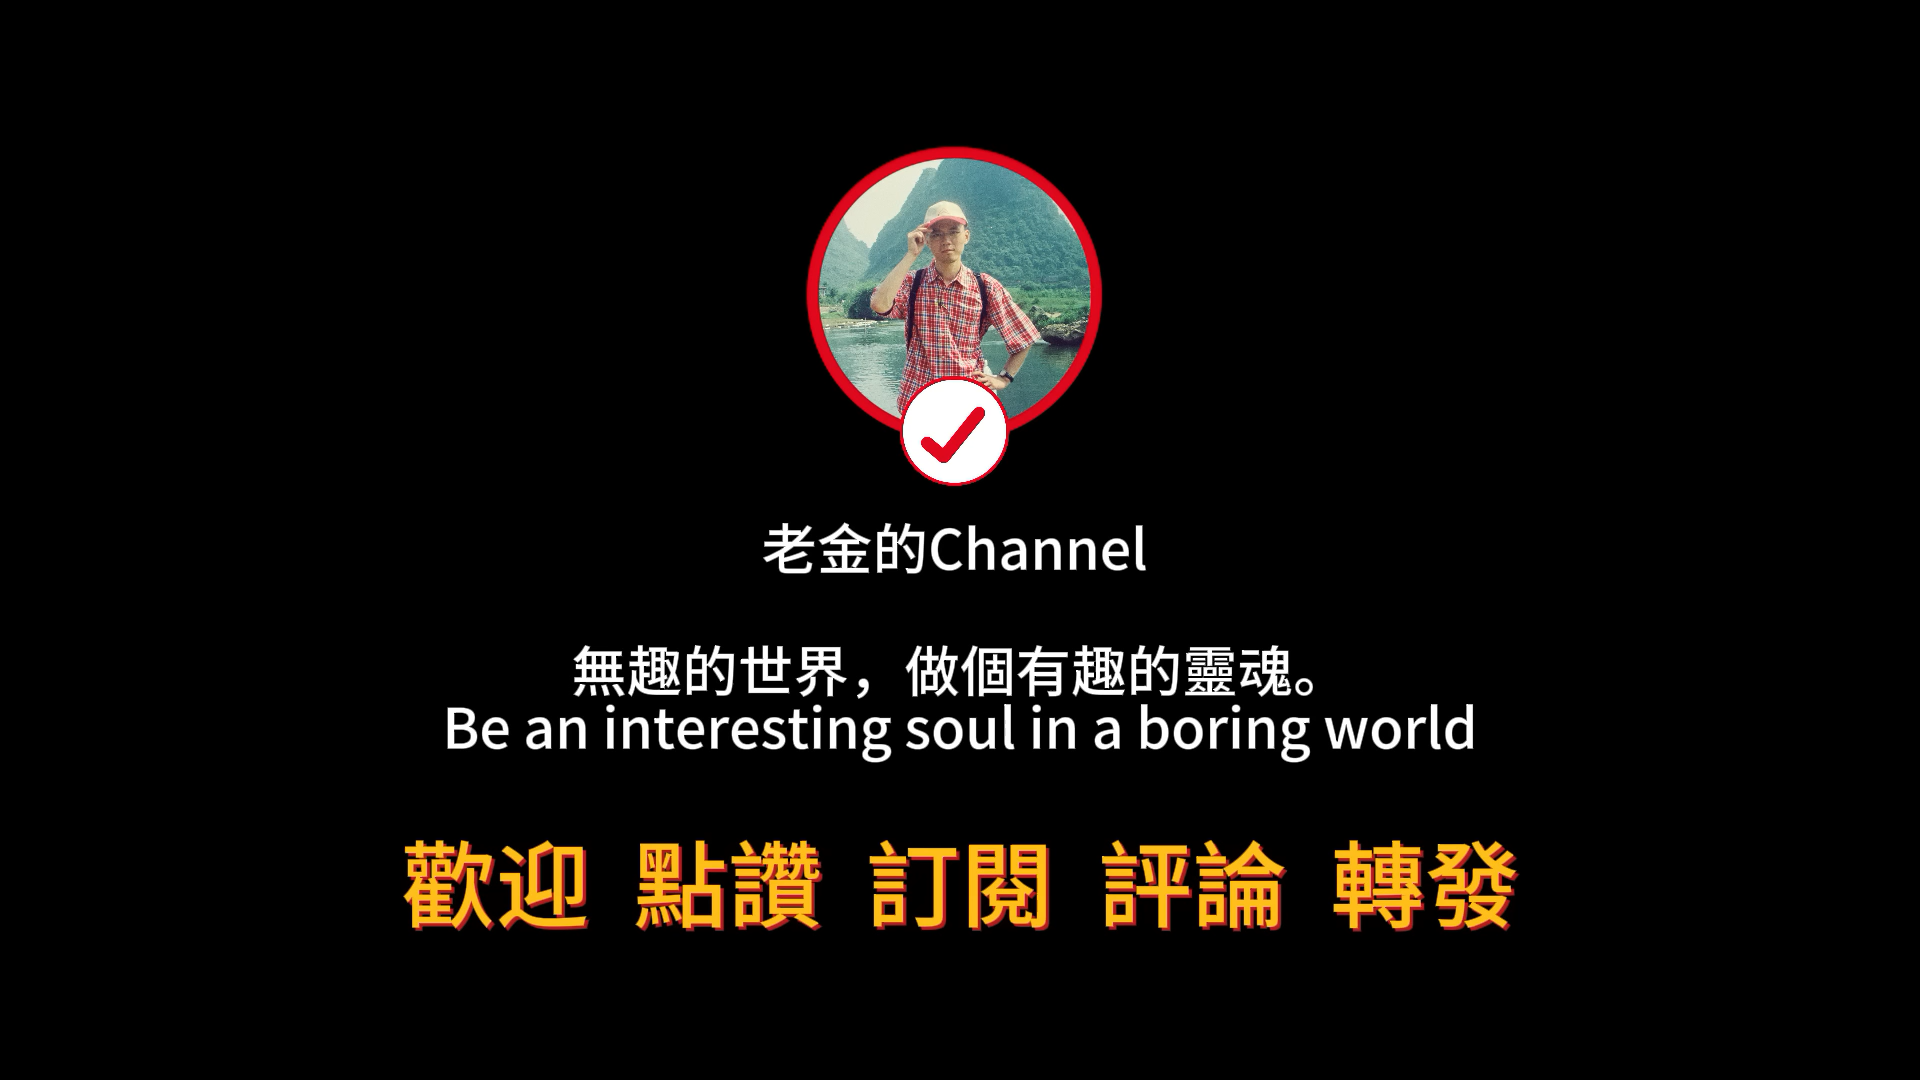 老金的Channel
無趣的世界，做個有趣的靈魂。
Be an interesting soul in a boring world
歡迎 點讚 訂閱 評論 轉發